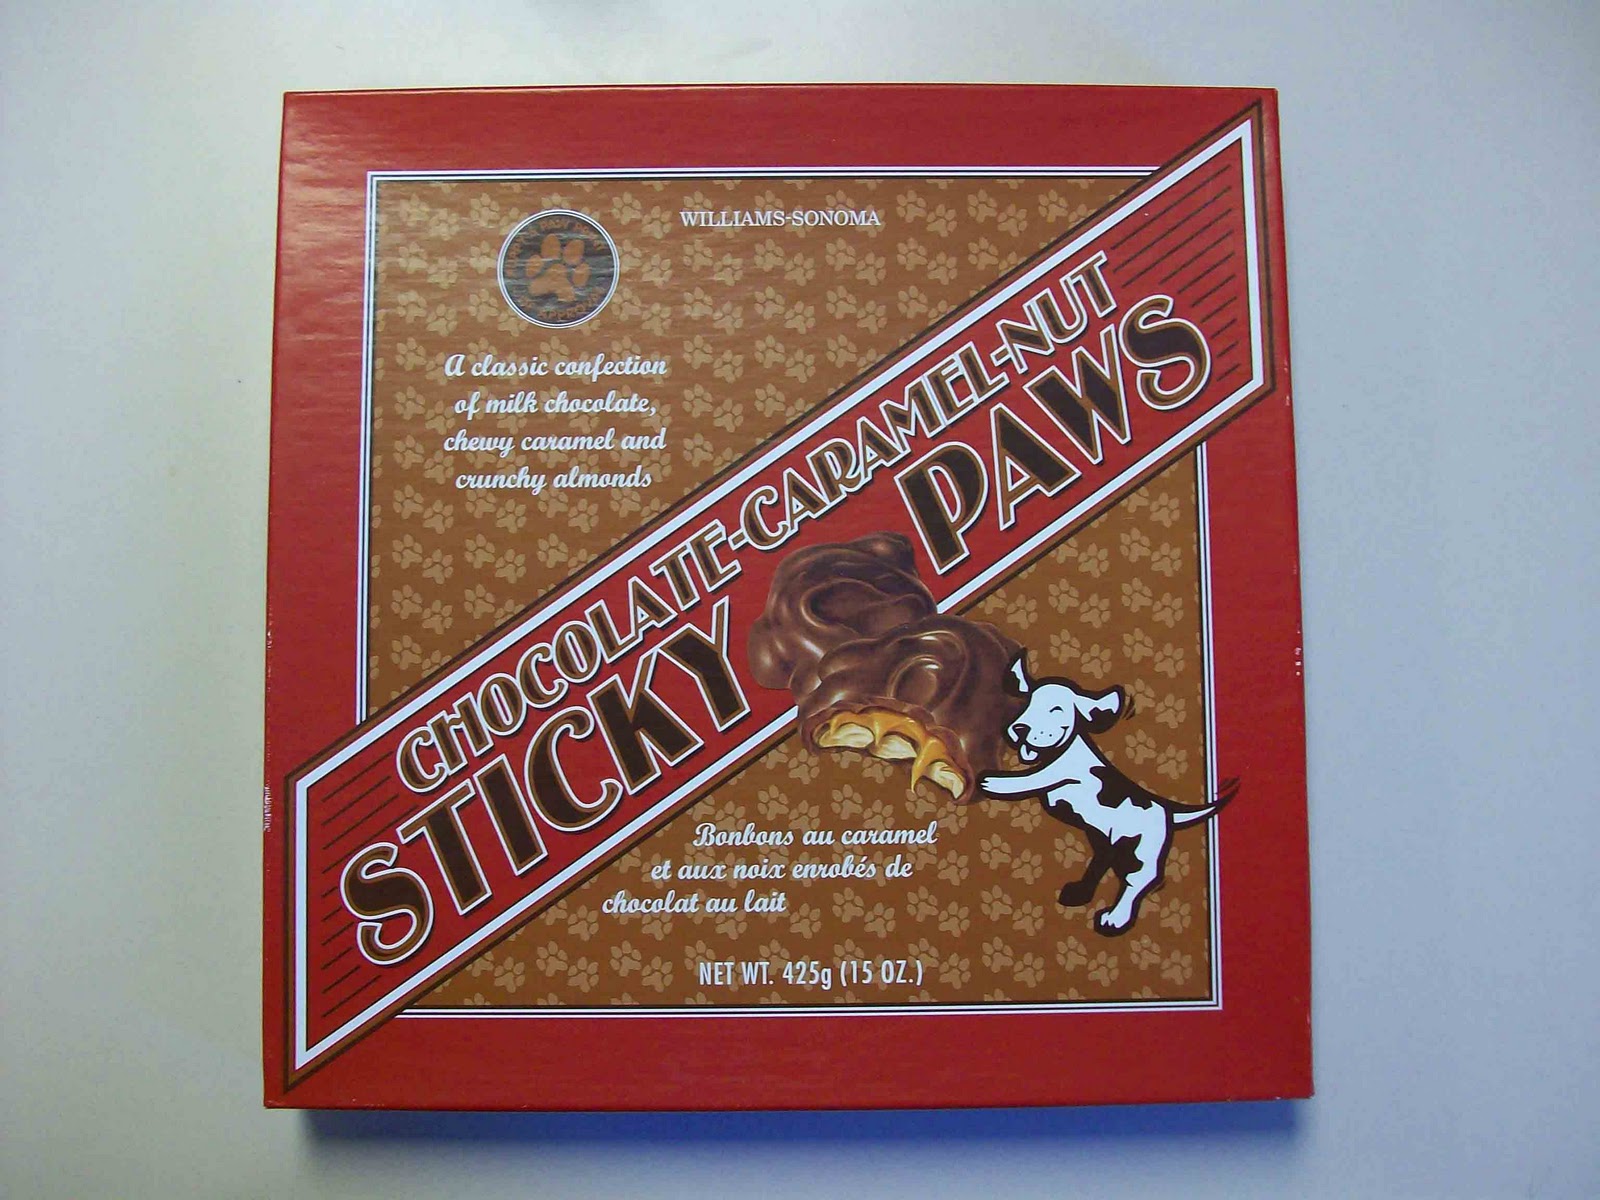 WILLIAMS-SONOMA
APPROVED
A classic confection
of milk chocolate,
chewy caramel and
crunchy almonds
CHOCOLATE-CARAMEL-NUT
STICKY PAWS
Bonbons au caramel
et aux noix enrobés de
chocolat au lait
NET WT. 425g (15 OZ.)